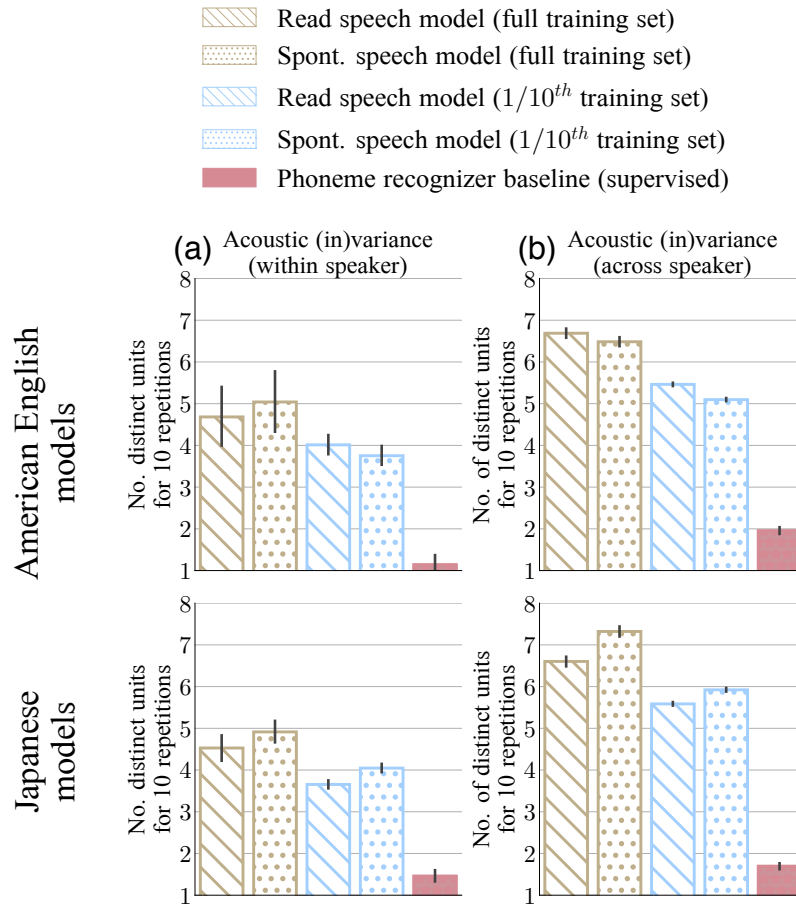 Read speech model (full training set)
Spont. speech model (full training set)
Read speech model (1/10^th training set)
Spont. speech model (1/10^th training set)
Phoneme recognizer baseline (supervised)
(a) Acoustic (in)variance
(within speaker)
(b) Acoustic (in)variance
(across speaker)
American English
models
No. distinct units
for 10 repetitions
8
7
6
5
4
3
2
1
No. of distinct units
for 10 repetitions
8
7
6
5
4
3
2
1
Japanese
models
No. distinct units
for 10 repetitions
8
7
6
5
4
3
2
1
No. of distinct units
for 10 repetitions
8
7
6
5
4
3
2
1